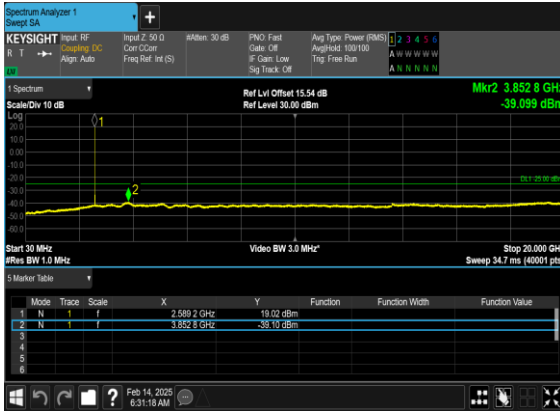 Spectrum Analyzer 1
Swept SA
+
KEYSIGHT Input: RF Input Z: 50 Ω #Atten: 30 dB PNO: Fast Avg Type: Power (RMS) 1 2 3 4 5 6
R T Coupling: DC Corr CCorr Gate: Off Avg|Hold: 100/100 A W W W W W
Align: Auto Freq Ref: Int (S) IF Gain: Low Trig: Free Run
Sig Track: Off A N N N N N
1 Spectrum
Ref Lvl Offset 15.54 dB Mkr2 3.852 8 GHz
Scale/Div 10 dB Ref Level 30.00 dBm -39.099 dBm
Log
20.0
10.0
0.00
-10.0
-20.0
-30.0
-40.0
-50.0
-60.0
1
2
DL1 -25.00 dBm
Start 30 MHz Video BW 3.0 MHz* Stop 20.000 GHz
#Res BW 1.0 MHz Sweep 34.7 ms (40001 pts)
5 Marker Table
Mode Trace Scale X Y Function Function Width Function Value
1 N 1 f 2.589 2 GHz 19.02 dBm
2 N 1 f 3.852 8 GHz -39.10 dBm
3
4
5
6
? Feb 14, 2025
6:31:18 AM